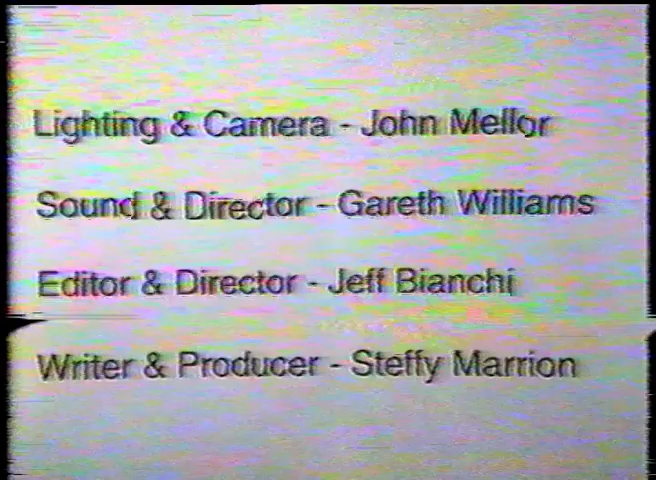 Lighting & Camera - John Mellor
Sound & Director - Gareth Williams
Editor & Director - Jeff Bianchi
Writer & Producer - Steffy Marrion